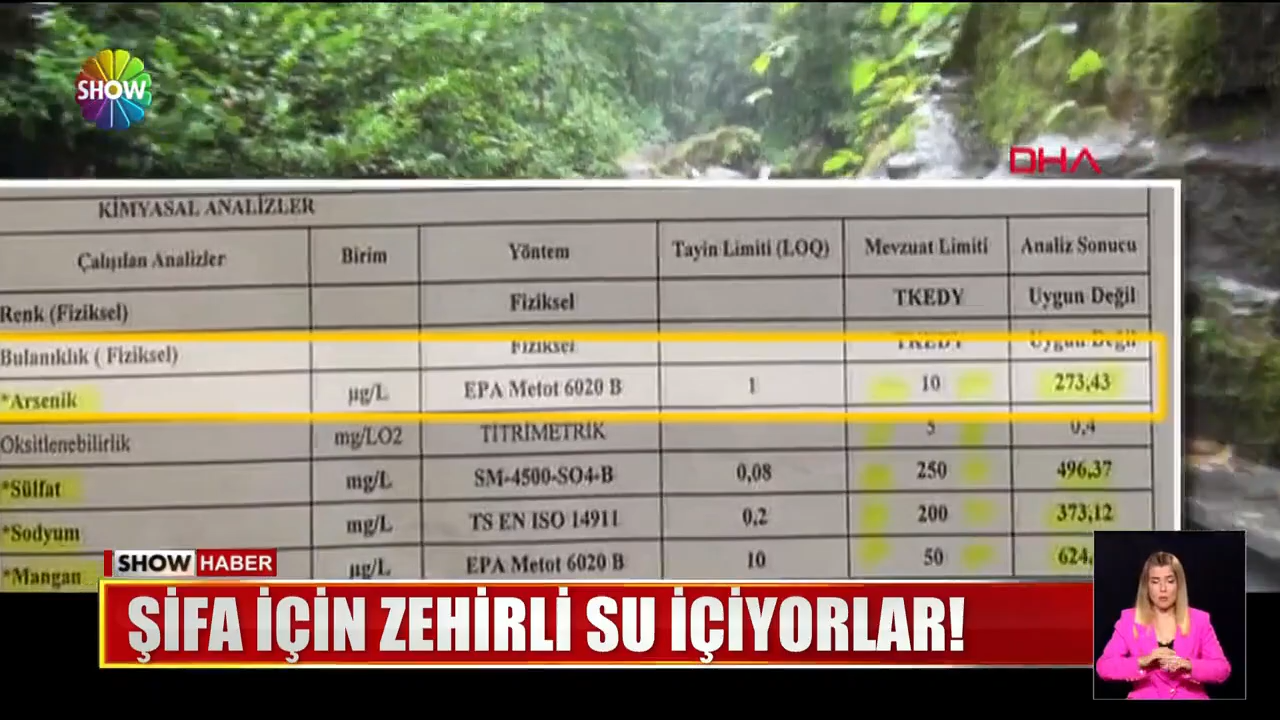 SHOW
DHA
KİMYASAL ANALİZLER
Çalışılan Analizler Birim Yöntem Tayin Limiti (LOQ) Mevzuat Limiti Analiz Sonucu
Renk (Fiziksel) Fiziksel TKEDY Uygun Değil
Bulanıklık ( Fiziksel) Fiziksel TKEDY Uygun Değil
*Arsenik µg/L EPA Metot 6020 B 1 10 273,43
Oksitlenebilirlik mg/LO2 TİTRİMETRİK 5 0,4
*Sülfat mg/L SM-4500-SO4-B 0,08 250 496,37
*Sodyum mg/L TS EN ISO 14911 0,2 200 373,12
*Mangan µg/L EPA Metot 6020 B 10 50 624,
SHOW HABER
ŞİFA İÇİN ZEHİRLİ SU İÇİYORLAR!